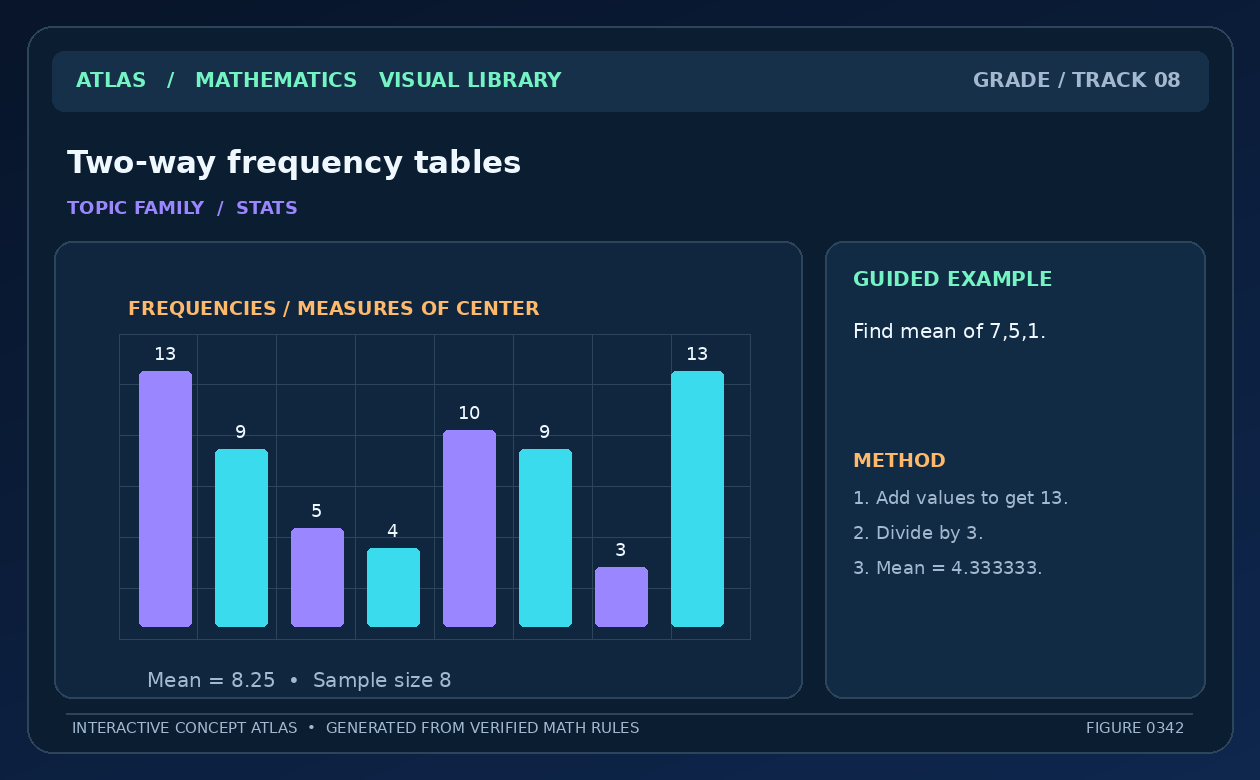 ATLAS / MATHEMATICS VISUAL LIBRARY
GRADE / TRACK 08
Two-way frequency tables
TOPIC FAMILY / STATS
FREQUENCIES / MEASURES OF CENTER
13
9
5
4
10
9
3
13
Mean = 8.25 • Sample size 8
GUIDED EXAMPLE
Find mean of 7,5,1.
METHOD
1. Add values to get 13.
2. Divide by 3.
3. Mean = 4.333333.
INTERACTIVE CONCEPT ATLAS • GENERATED FROM VERIFIED MATH RULES
FIGURE 0342